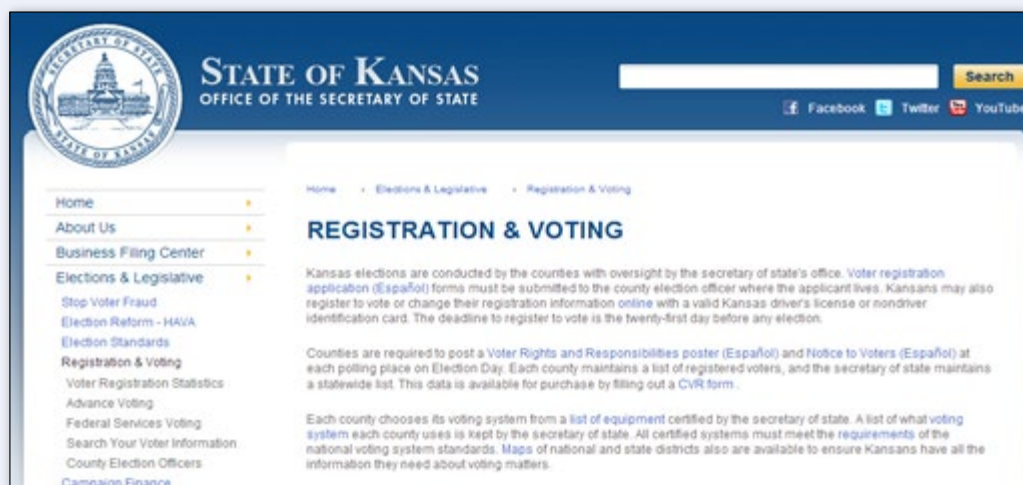 SECRETARY OF STATE
STATE OF KANSAS
STATE OF KANSAS
OFFICE OF THE SECRETARY OF STATE
Search
Facebook Twitter YouTube
Home
About Us
Business Filing Center
Elections & Legislative
Stop Voter Fraud
Election Reform - HAVA
Election Standards
Registration & Voting
Voter Registration Statistics
Advance Voting
Federal Services Voting
Search Your Voter Information
County Election Officers
Campaign Finance
Home Elections & Legislative Registration & Voting
REGISTRATION & VOTING
Kansas elections are conducted by the counties with oversight by the secretary of state's office. Voter registration
application (Español) forms must be submitted to the county election officer where the applicant lives. Kansans may also
register to vote or change their registration information online with a valid Kansas driver's license or nondriver
identification card. The deadline to register to vote is the twenty-first day before any election.
Counties are required to post a Voter Rights and Responsibilities poster (Español) and Notice to Voters (Español) at
each polling place on Election Day. Each county maintains a list of registered voters, and the secretary of state maintains
a statewide list. This data is available for purchase by filling out a CVR form .
Each county chooses its voting system from a list of equipment certified by the secretary of state. A list of what voting
system each county uses is kept by the secretary of state. All certified systems must meet the requirements of the
national voting system standards. Maps of national and state districts also are available to ensure Kansans have all the
information they need about voting matters.